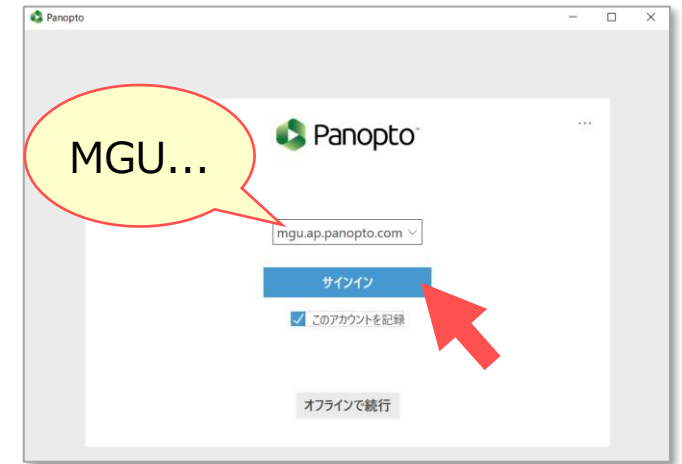 Panopto
Panopto
...
MGU...
mgu.ap.panopto.com
サインイン
このアカウントを記録
オフラインで続行